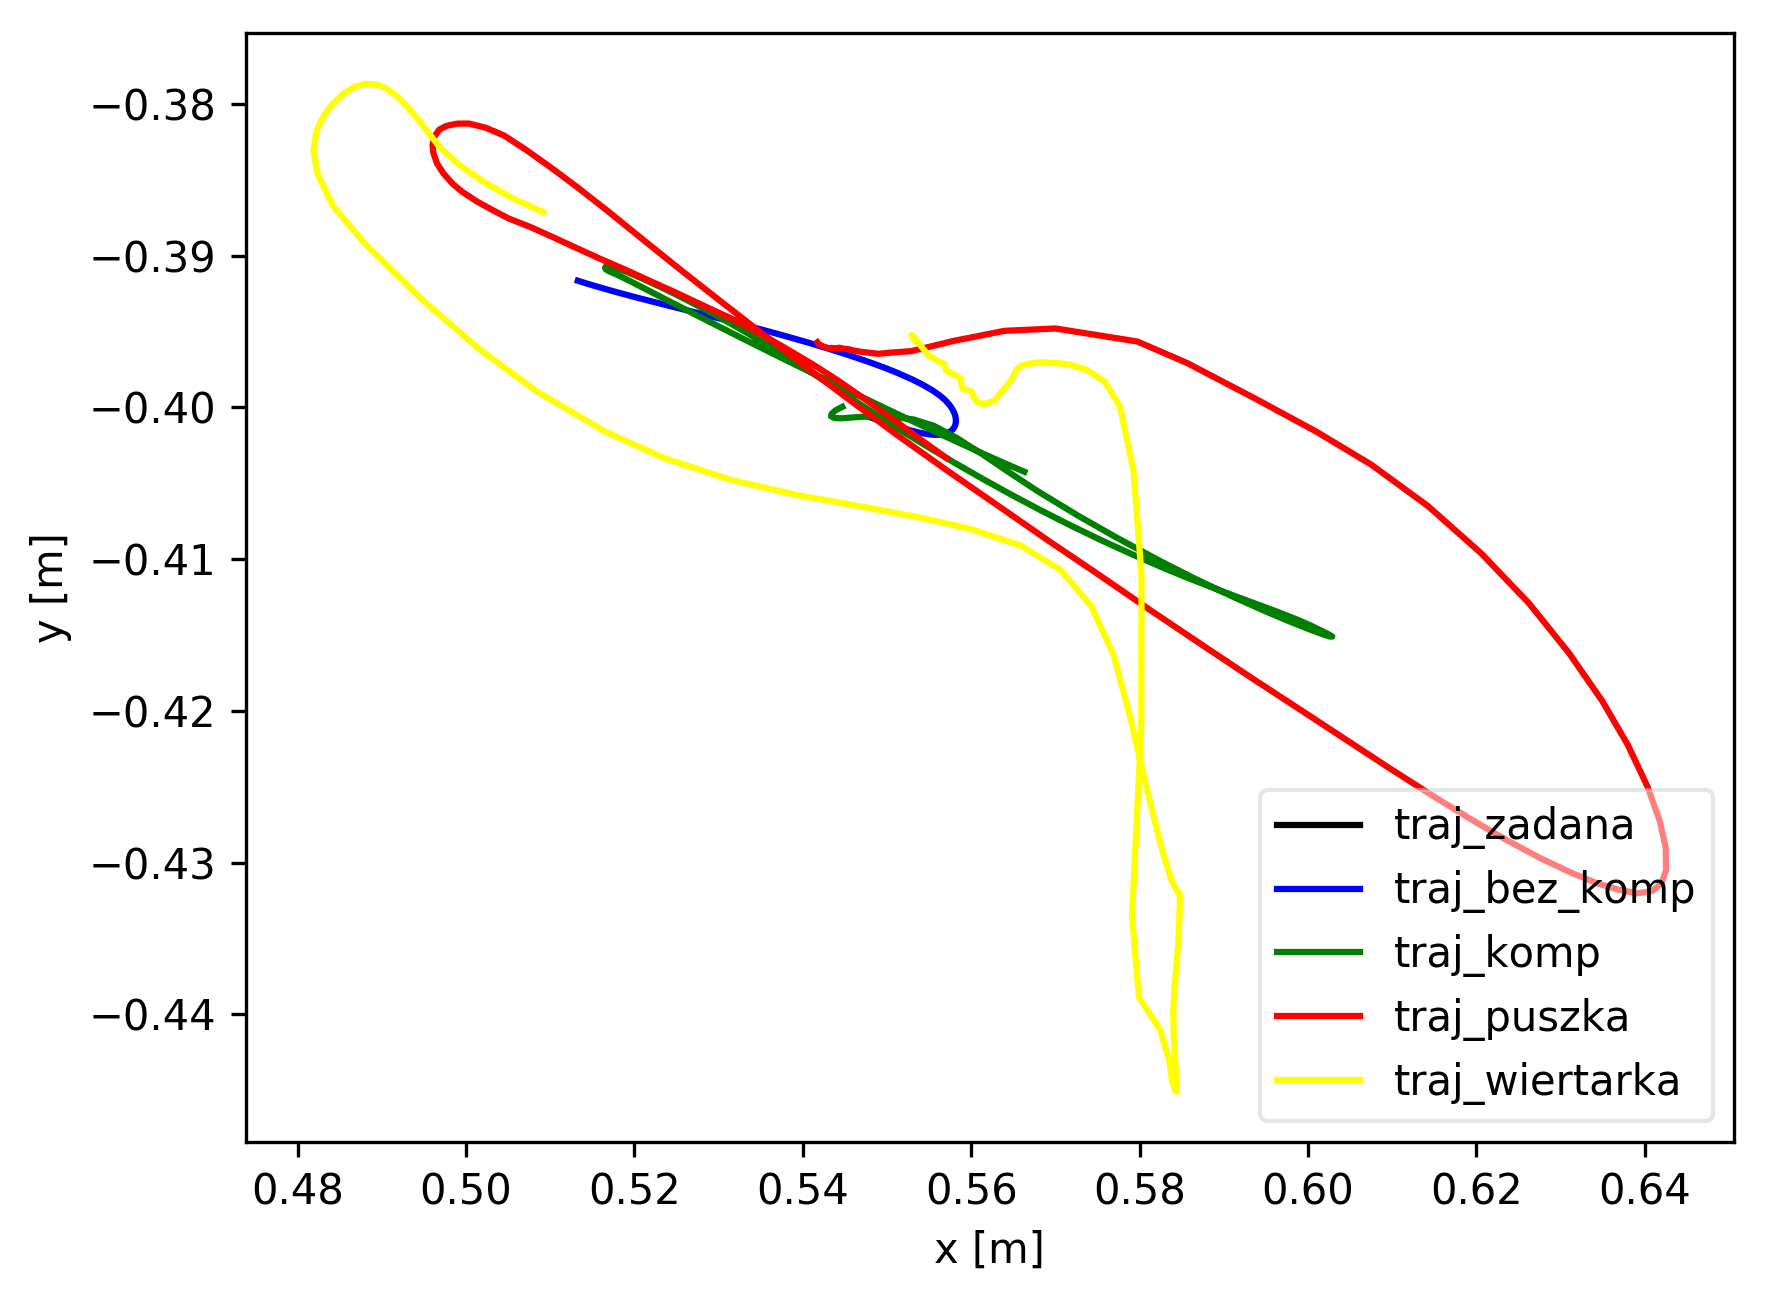 −0.38
−0.39
−0.40
−0.41
−0.42
−0.43
−0.44
y [m]
0.48 0.50 0.52 0.54 0.56 0.58 0.60 0.62 0.64
x [m]
traj_zadana
traj_bez_komp
traj_komp
traj_puszka
traj_wiertarka